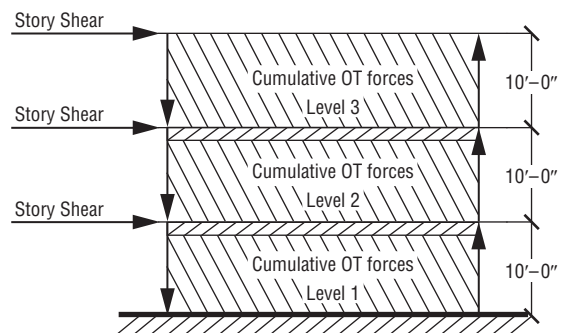 Story Shear
Cumulative OT forces
Level 3
10′–0″
Story Shear
Cumulative OT forces
Level 2
10′–0″
Story Shear
Cumulative OT forces
Level 1
10′–0″